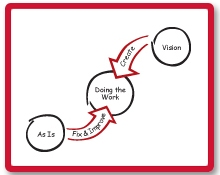 Vision
Create
Doing the
Work
Fix & Improve
As Is